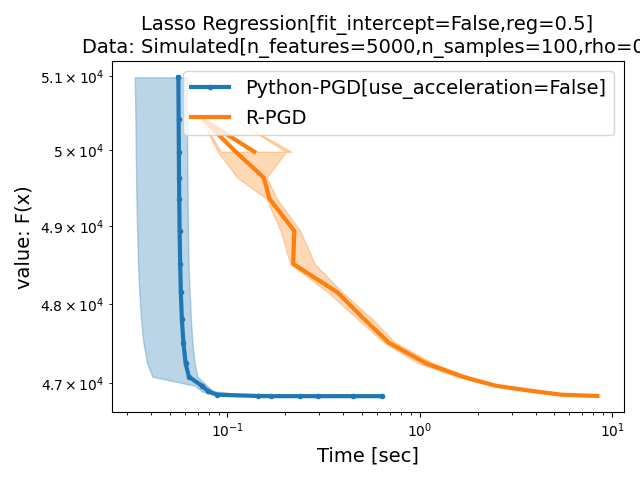 Lasso Regression[fit_intercept=False,reg=0.5]
Data: Simulated[n_features=5000,n_samples=100,rho=0
Python-PGD[use_acceleration=False]
R-PGD
value: F(x)
5.1 × 10⁴
5 × 10⁴
4.9 × 10⁴
4.8 × 10⁴
4.7 × 10⁴
10⁻¹
10⁰
10¹
Time [sec]